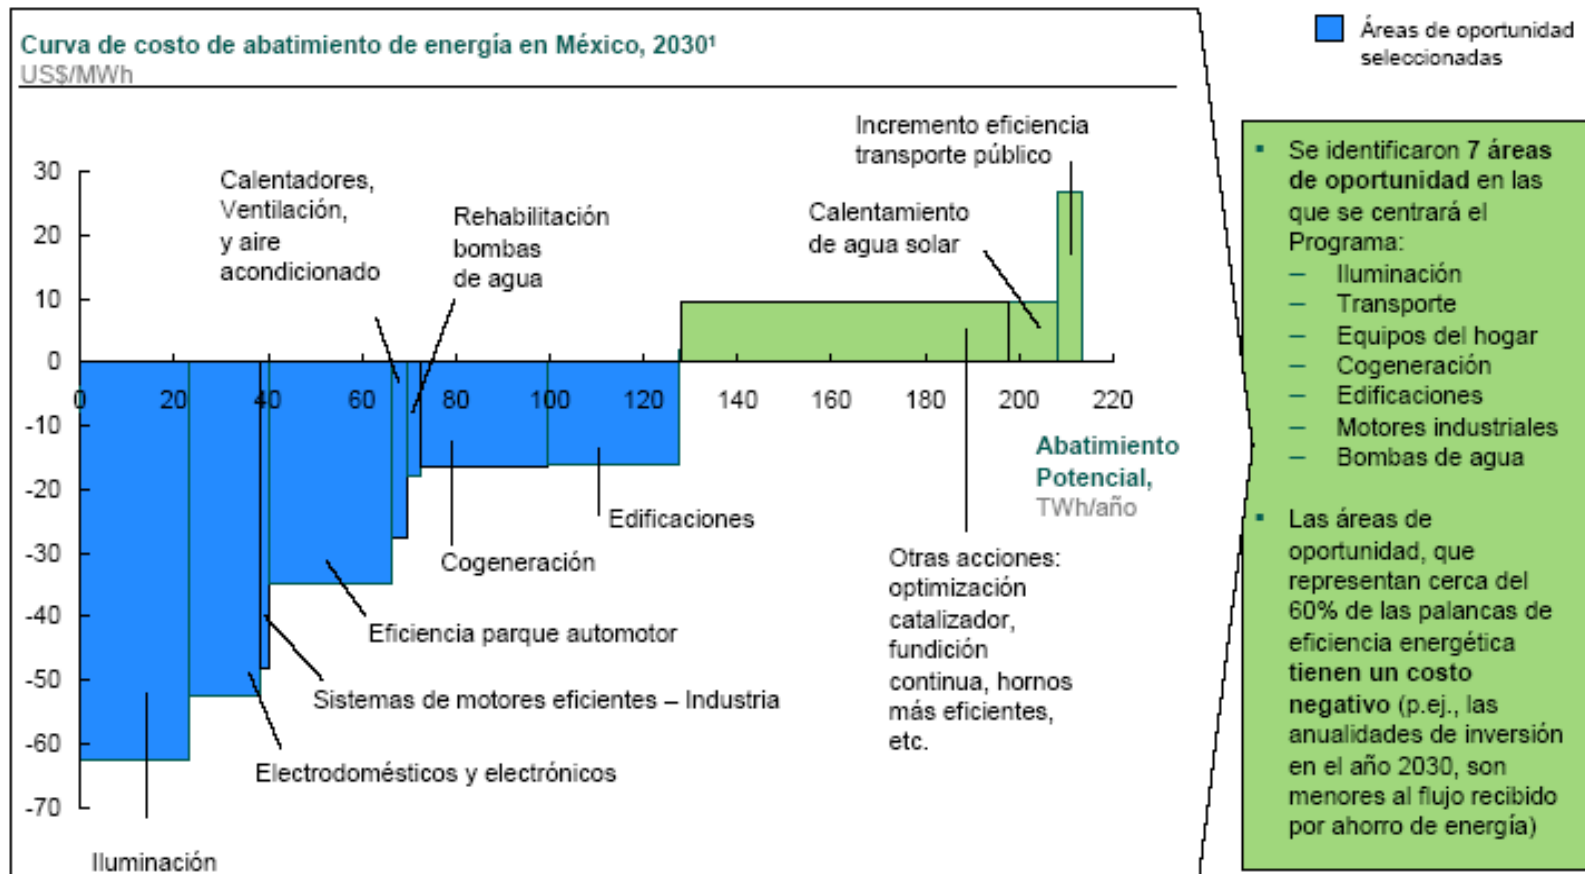 Curva de costo de abatimiento de energía en México, 2030¹
US$/MWh
Áreas de oportunidad
seleccionadas
30
20
10
0
-10
-20
-30
-40
-50
-60
-70
0
20
40
60
80
100
120
140
160
180
200
220
Calentadores,
Ventilación,
y aire
acondicionado
Rehabilitación
bombas
de agua
Incremento eficiencia
transporte público
Calentamiento
de agua solar
Abatimiento
Potencial,
TWh/año
Edificaciones
Cogeneración
Eficiencia parque automotor
Sistemas de motores eficientes – Industria
Electrodomésticos y electrónicos
Iluminación
Otras acciones:
optimización
catalizador,
fundición
continua, hornos
más eficientes,
etc.
▪ Se identificaron 7 áreas
de oportunidad en las
que se centrará el
Programa:
– Iluminación
– Transporte
– Equipos del hogar
– Cogeneración
– Edificaciones
– Motores industriales
– Bombas de agua
▪ Las áreas de
oportunidad, que
representan cerca del
60% de las palancas de
eficiencia energética
tienen un costo
negativo (p.ej., las
anualidades de inversión
en el año 2030, son
menores al flujo recibido
por ahorro de energía)